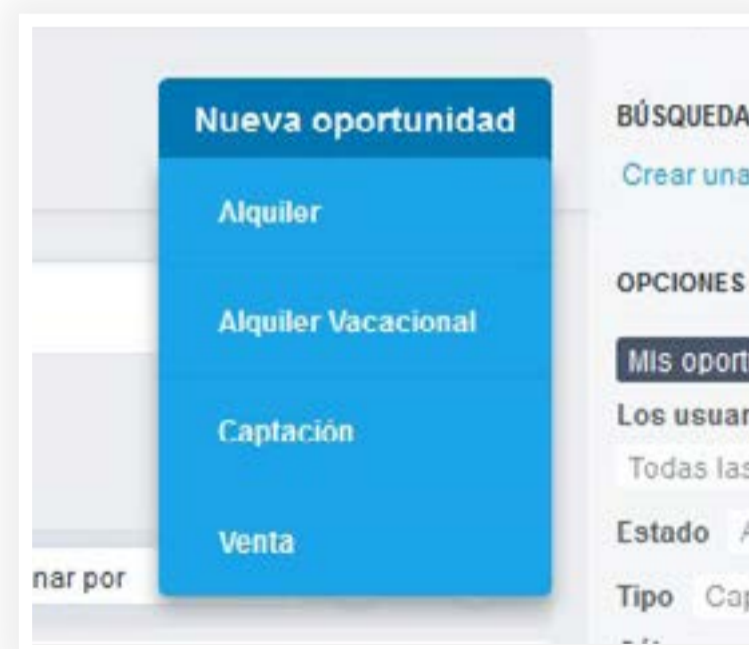 Nueva oportunidad
Alquiler
Alquiler Vacacional
Captación
Venta
nar por
BÚSQUEDA
Crear una
OPCIONES
Mis oport
Los usuar
Todas las
Estado A
Tipo Cap